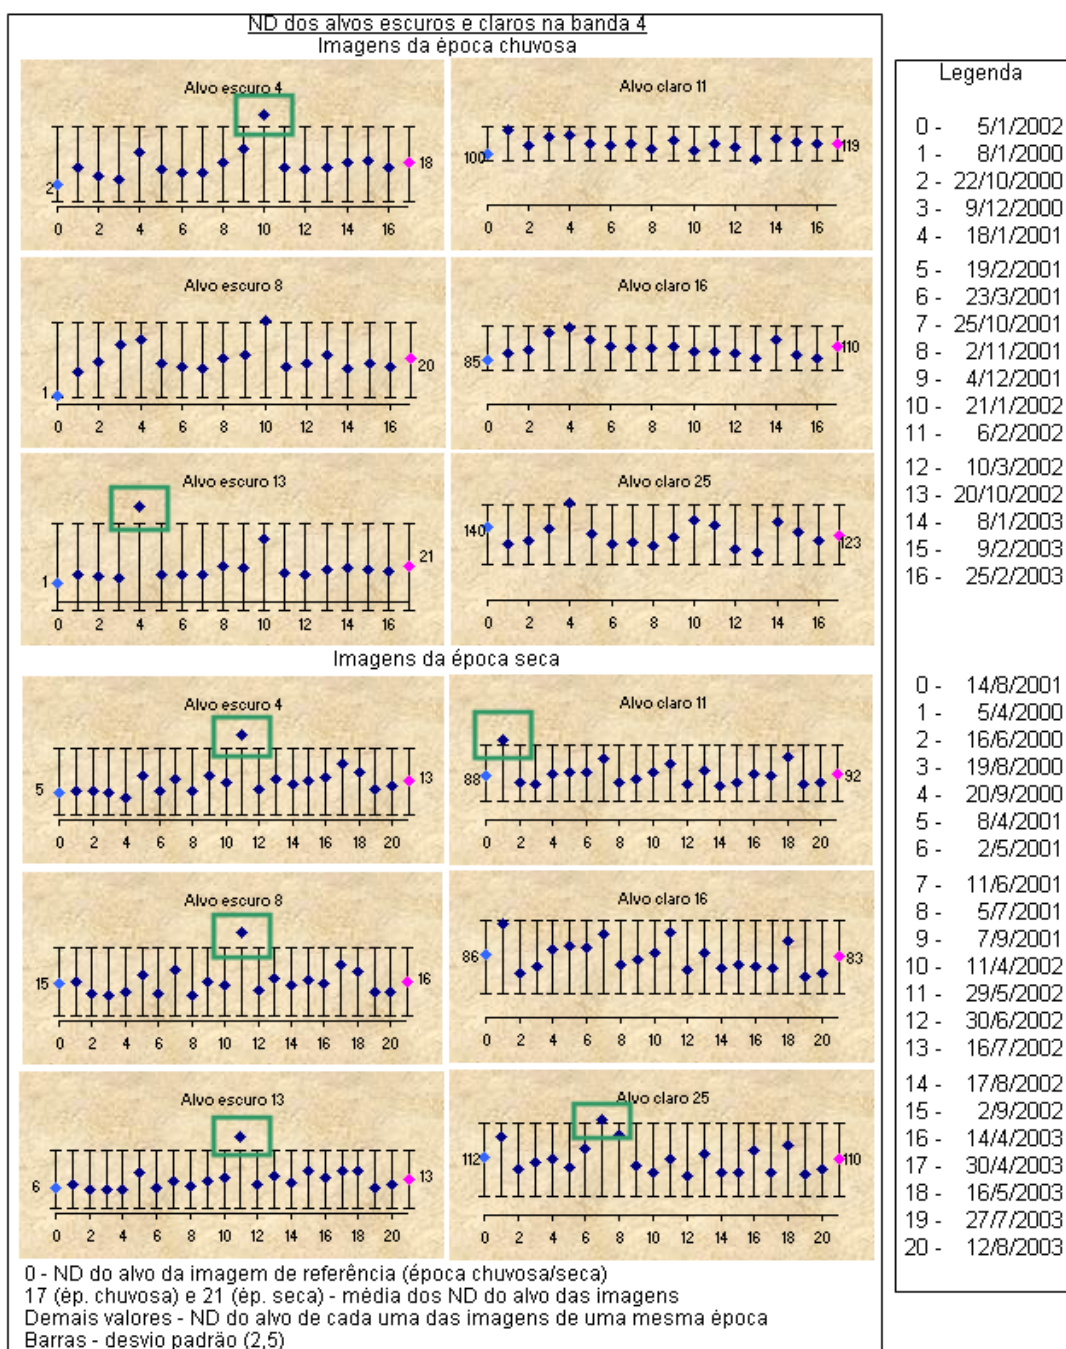 ND dos alvos escuros e claros na banda 4
Imagens da época chuvosa
Alvo escuro 4
2
18
0 2 4 6 8 10 12 14 16
Alvo claro 11
100
119
0 2 4 6 8 10 12 14 16
Alvo escuro 8
1
20
0 2 4 6 8 10 12 14 16
Alvo claro 16
85
110
0 2 4 6 8 10 12 14 16
Alvo escuro 13
1
21
0 2 4 6 8 10 12 14 16
Alvo claro 25
140
123
0 2 4 6 8 10 12 14 16
Imagens da época seca
Alvo escuro 4
5
13
0 2 4 6 8 10 12 14 16 18 20
Alvo claro 11
88
92
0 2 4 6 8 10 12 14 16 18 20
Alvo escuro 8
15
16
0 2 4 6 8 10 12 14 16 18 20
Alvo claro 16
86
83
0 2 4 6 8 10 12 14 16 18 20
Alvo escuro 13
6
13
0 2 4 6 8 10 12 14 16 18 20
Alvo claro 25
112
110
0 2 4 6 8 10 12 14 16 18 20
0 - ND do alvo da imagem de referência (época chuvosa/seca)
17 (ép. chuvosa) e 21 (ép. seca) - média dos ND do alvo das imagens
Demais valores - ND do alvo de cada uma das imagens de uma mesma época
Barras - desvio padrão (2,5)
Legenda
0 - 5/1/2002
1 - 8/1/2000
2 - 22/10/2000
3 - 9/12/2000
4 - 18/1/2001
5 - 19/2/2001
6 - 23/3/2001
7 - 25/10/2001
8 - 2/11/2001
9 - 4/12/2001
10 - 21/1/2002
11 - 6/2/2002
12 - 10/3/2002
13 - 20/10/2002
14 - 8/1/2003
15 - 9/2/2003
16 - 25/2/2003
0 - 14/8/2001
1 - 5/4/2000
2 - 16/6/2000
3 - 19/8/2000
4 - 20/9/2000
5 - 8/4/2001
6 - 2/5/2001
7 - 11/6/2001
8 - 5/7/2001
9 - 7/9/2001
10 - 11/4/2002
11 - 29/5/2002
12 - 30/6/2002
13 - 16/7/2002
14 - 17/8/2002
15 - 2/9/2002
16 - 14/4/2003
17 - 30/4/2003
18 - 16/5/2003
19 - 27/7/2003
20 - 12/8/2003